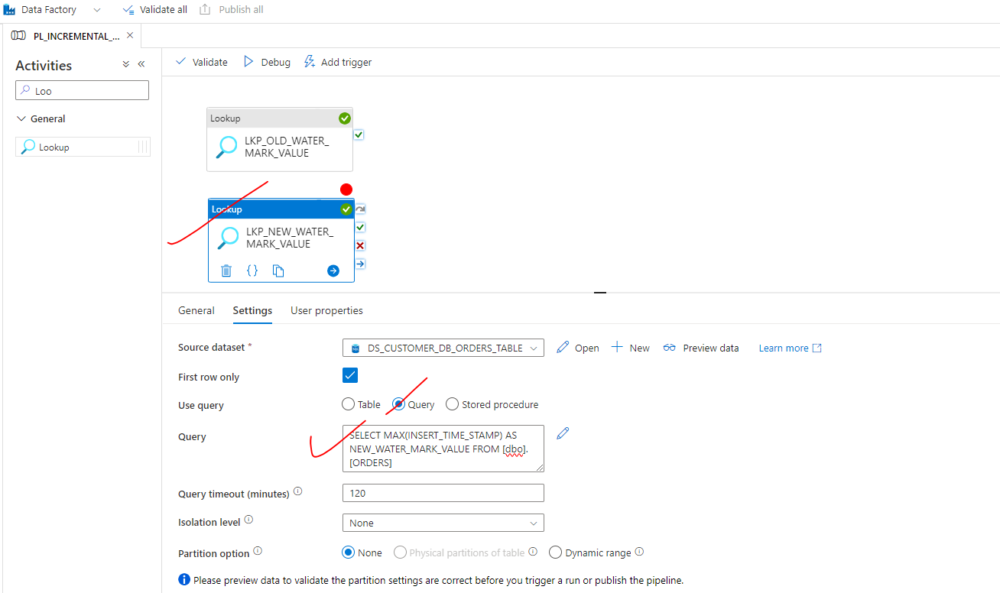 Data Factory
Validate all
Publish all
PL_INCREMENTAL_...
Activities
Validate
Debug
Add trigger
Loo
General
Lookup
Lookup
LKP_OLD_WATER_
MARK_VALUE
Lookup
LKP_NEW_WATER_
MARK_VALUE
{}
General
Settings
User properties
Source dataset *
DS_CUSTOMER_DB_ORDERS_TABLE
Open
New
Preview data
Learn more
First row only
Use query
Table
Query
Stored procedure
Query
SELECT MAX(INSERT_TIME_STAMP) AS
NEW_WATER_MARK_VALUE FROM [dbo].
[ORDERS]
Query timeout (minutes)
120
Isolation level
None
Partition option
None
Physical partitions of table
Dynamic range
Please preview data to validate the partition settings are correct before you trigger a run or publish the pipeline.